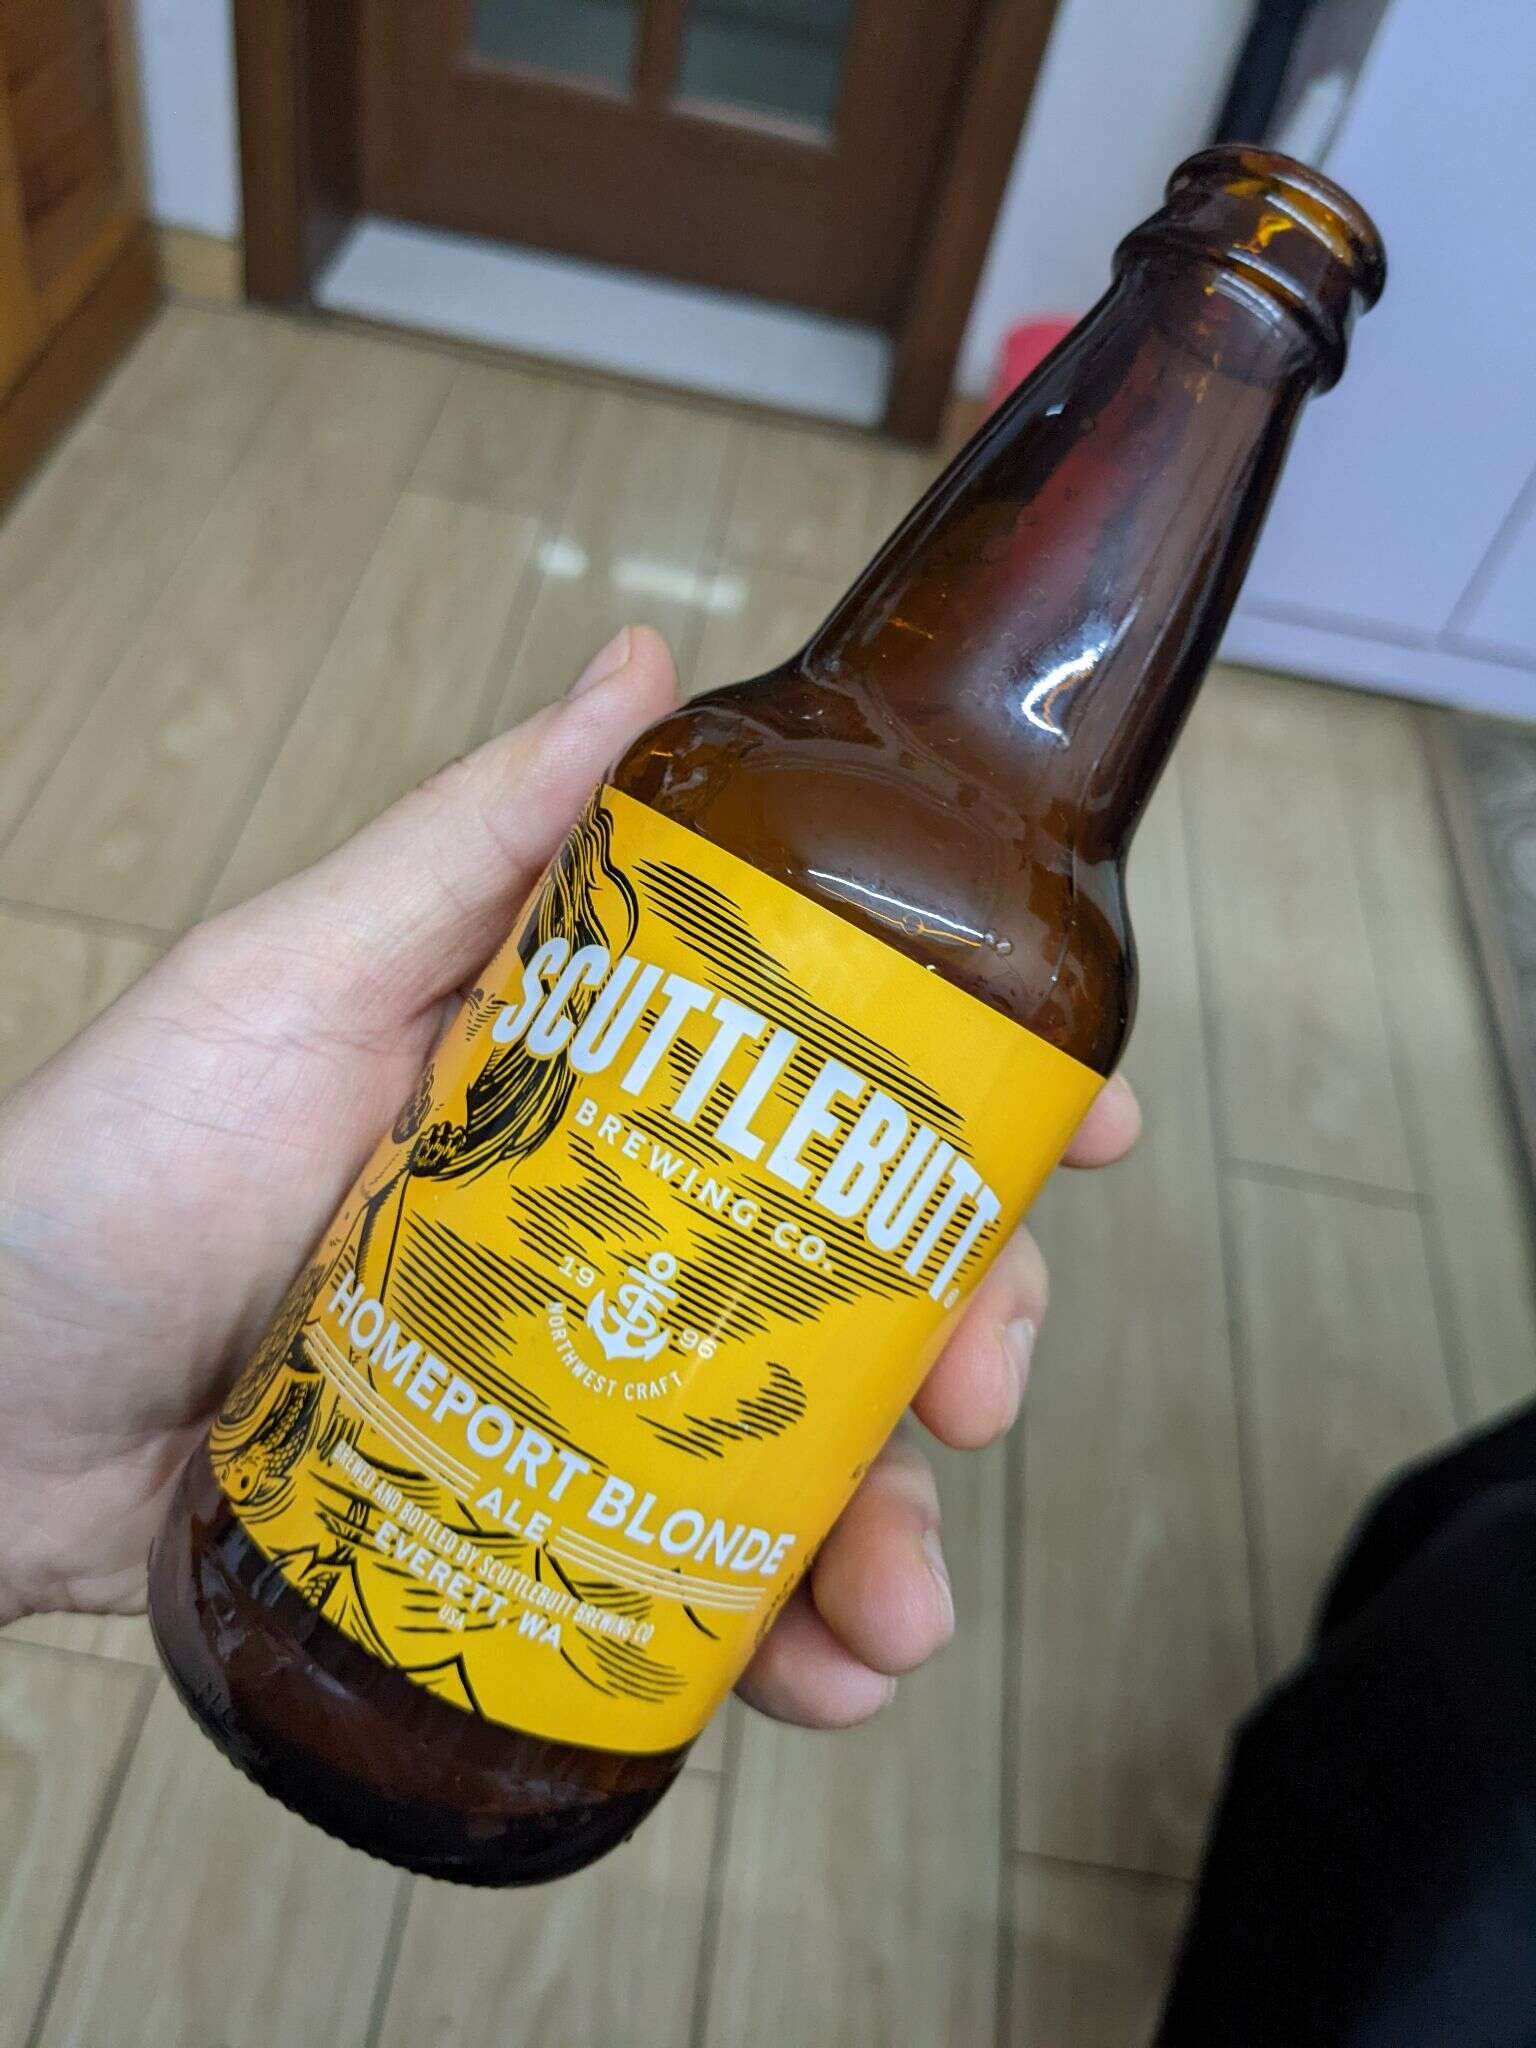 SCUTTLEBUTT
BREWING CO.
19 96
NORTHWEST CRAFT
HOMEPORT BLONDE
ALE
BREWED AND BOTTLED BY SCUTTLEBUTT BREWING CO
EVERETT, WA
USA